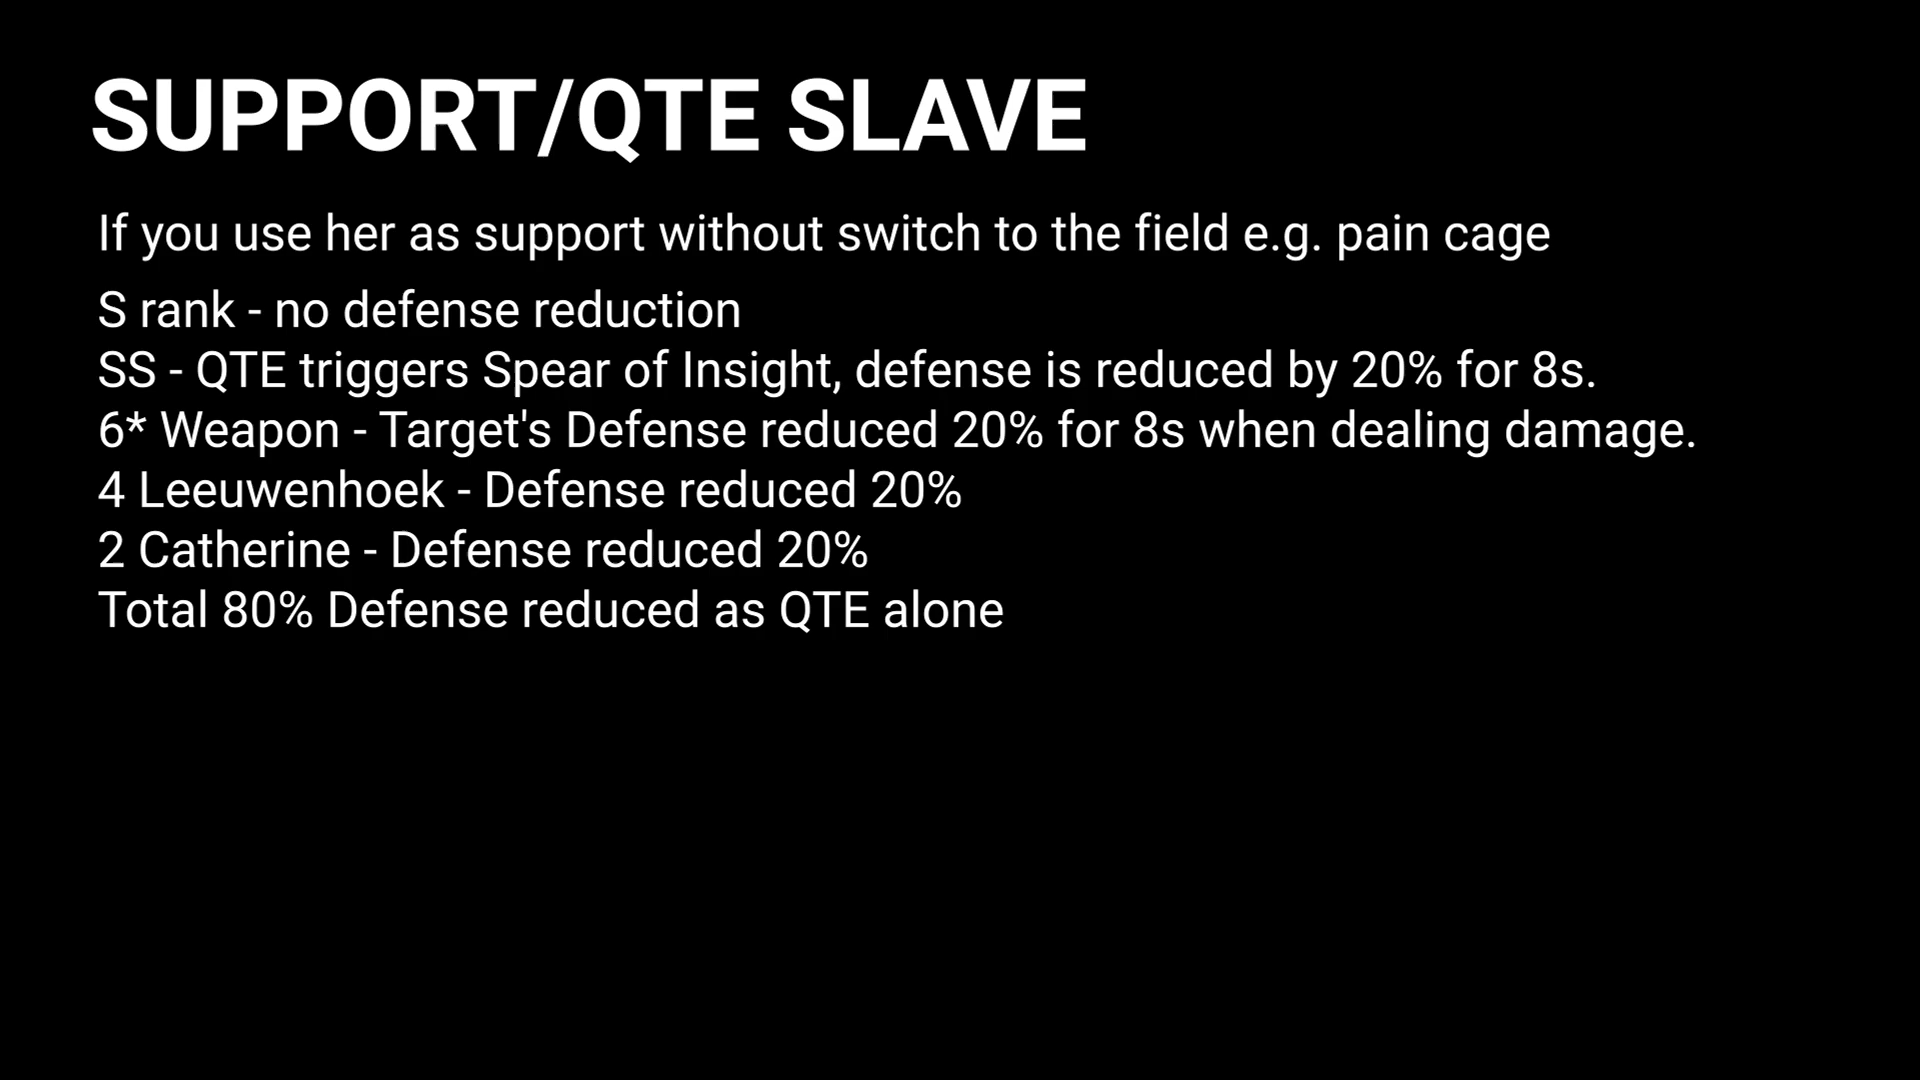 SUPPORT/QTE SLAVE
If you use her as support without switch to the field e.g. pain cage
S rank - no defense reduction
SS - QTE triggers Spear of Insight, defense is reduced by 20% for 8s.
6* Weapon - Target's Defense reduced 20% for 8s when dealing damage.
4 Leeuwenhoek - Defense reduced 20%
2 Catherine - Defense reduced 20%
Total 80% Defense reduced as QTE alone